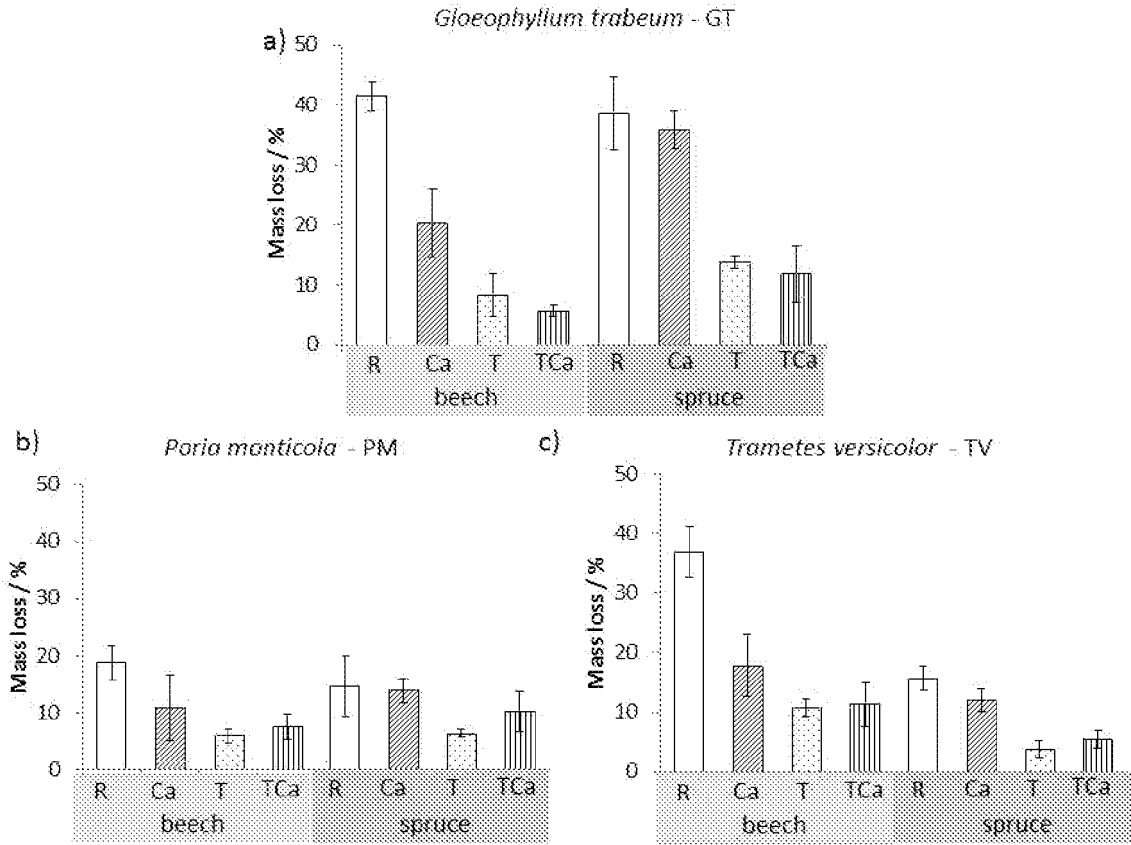 Gloeophyllum trabeum - GT
a)
50
40
30
20
10
0
Mass loss / %
R Ca T TCa R Ca T TCa
beech spruce
b)
Poria monticola - PM
50
40
30
20
10
0
Mass loss / %
R Ca T TCa R Ca T TCa
beech spruce
c)
Trametes versicolor - TV
50
40
30
20
10
0
Mass loss / %
R Ca T TCa R Ca T TCa
beech spruce